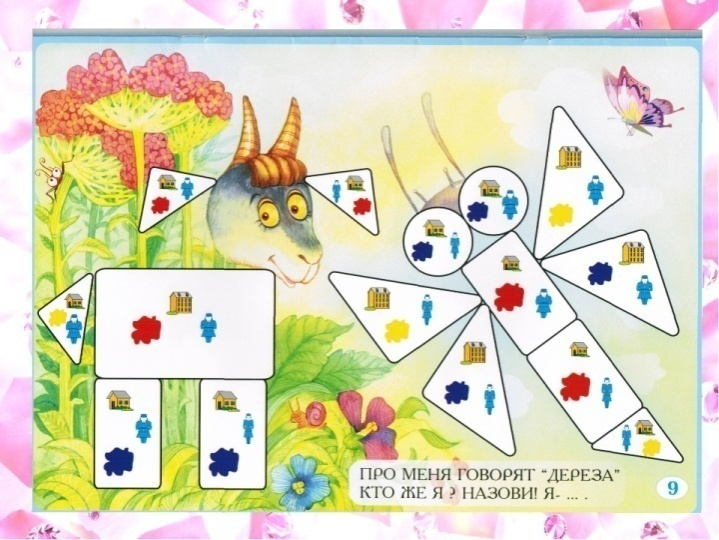 ПРО МЕНЯ ГОВОРЯТ “ДЕРЕЗА”
КТО ЖЕ Я ? НАЗОВИ! Я- ... .
9